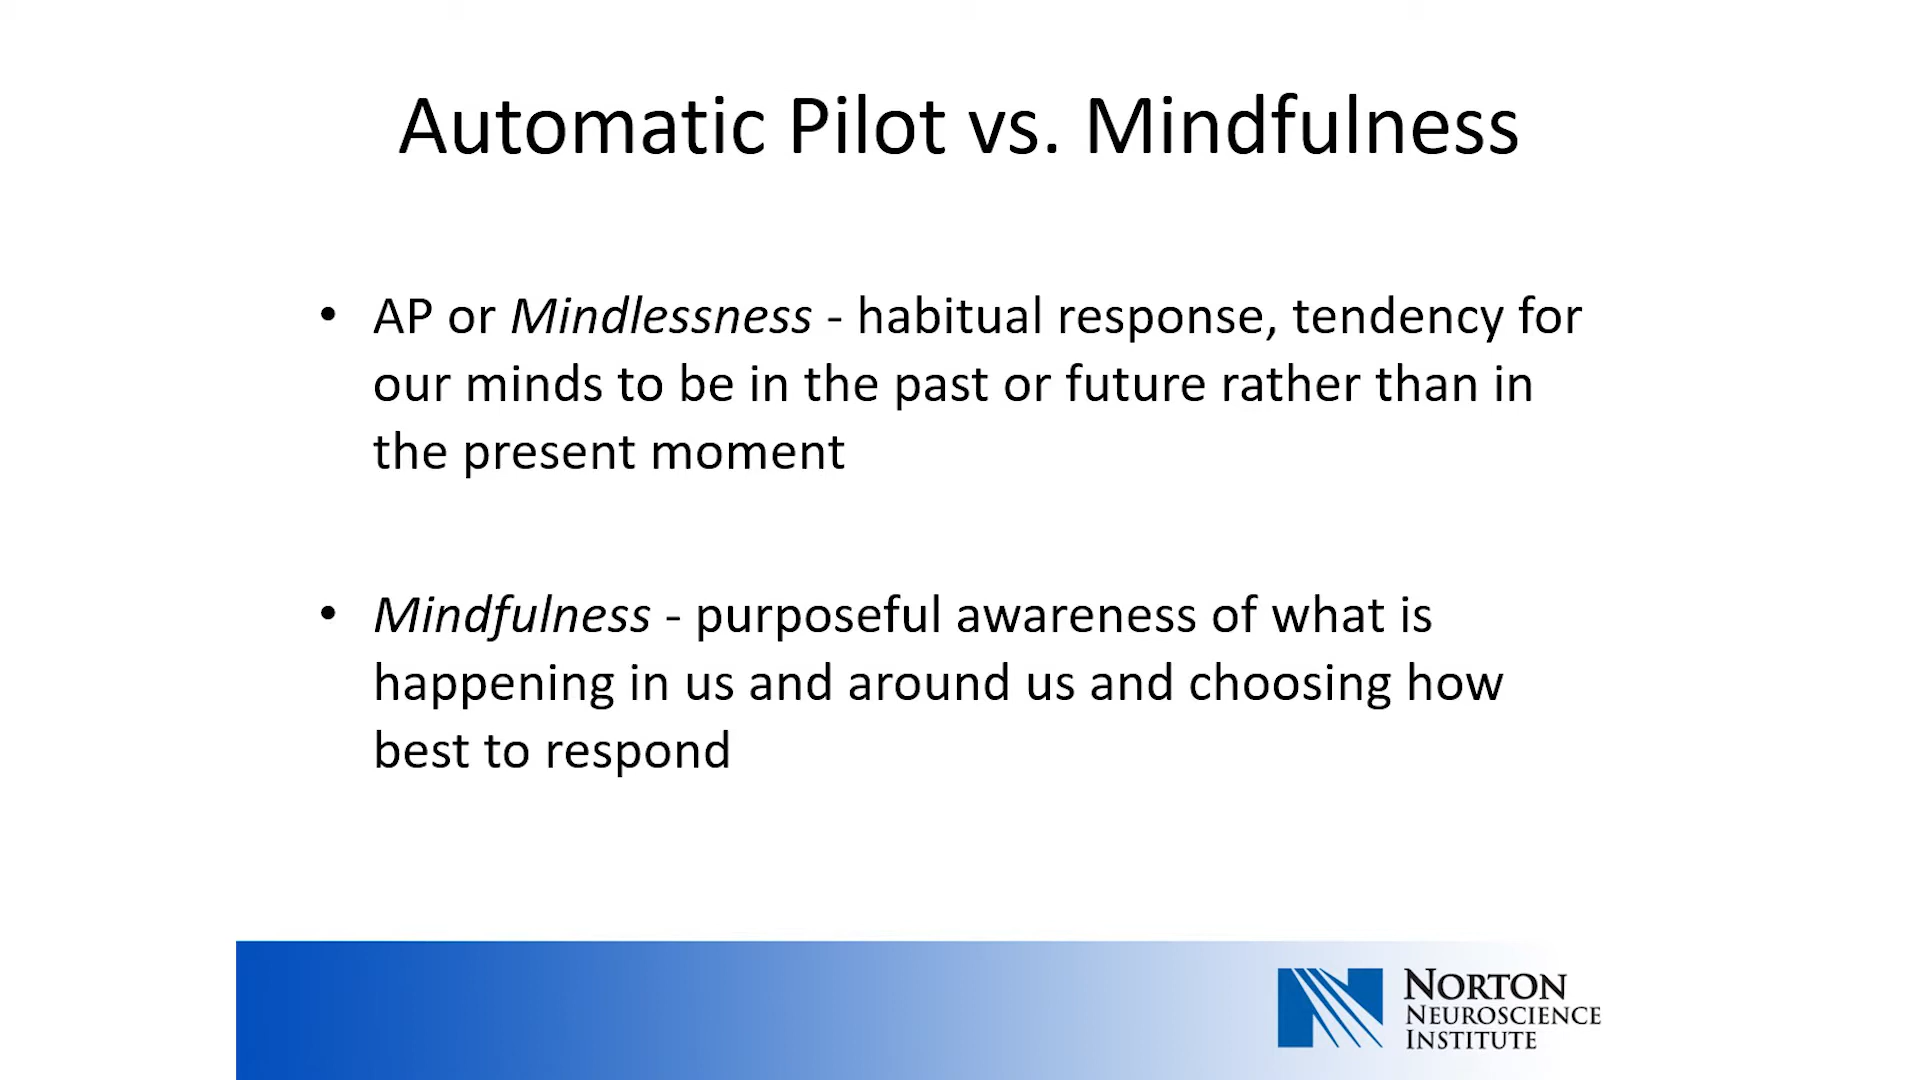 Automatic Pilot vs. Mindfulness
• AP or Mindlessness - habitual response, tendency for
our minds to be in the past or future rather than in
the present moment
• Mindfulness - purposeful awareness of what is
happening in us and around us and choosing how
best to respond
NORTON
NEUROSCIENCE
INSTITUTE